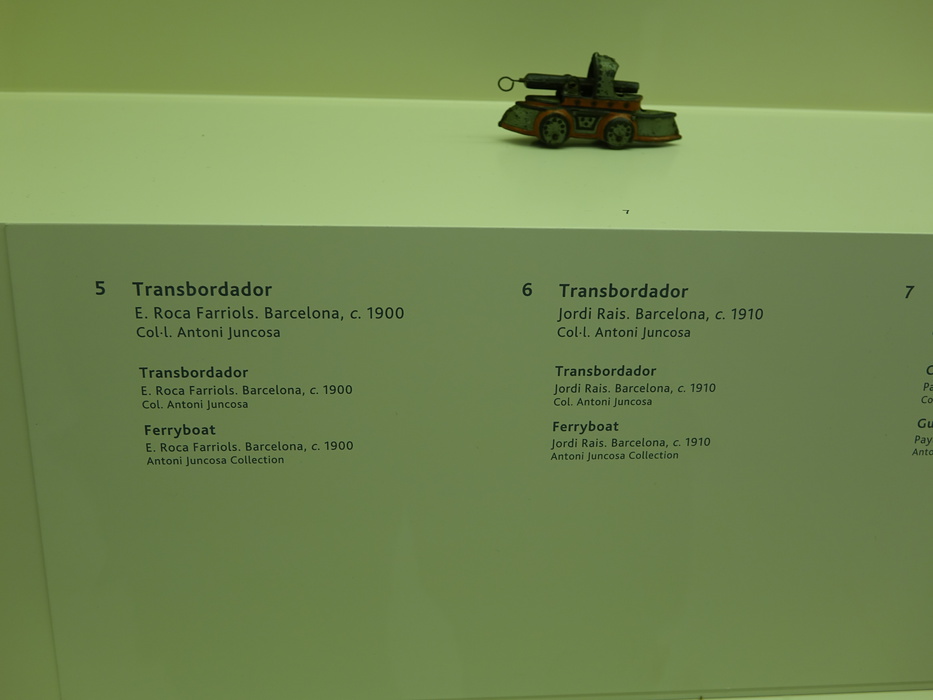 5 Transbordador
E. Roca Farriols. Barcelona, c. 1900
Col·l. Antoni Juncosa
Transbordador
E. Roca Farriols. Barcelona, c. 1900
Col. Antoni Juncosa
Ferryboat
E. Roca Farriols. Barcelona, c. 1900
Antoni Juncosa Collection
6 Transbordador
Jordi Rais. Barcelona, c. 1910
Col·l. Antoni Juncosa
Transbordador
Jordi Rais. Barcelona, c. 1910
Col. Antoni Juncosa
Ferryboat
Jordi Rais. Barcelona, c. 1910
Antoni Juncosa Collection
7